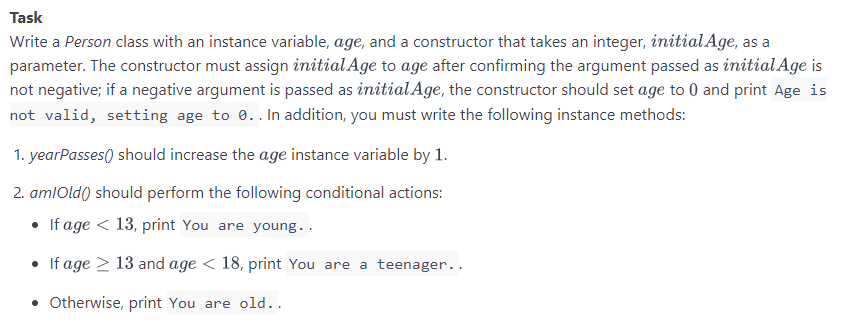 Task
Write a Person class with an instance variable, age, and a constructor that takes an integer, initialAge, as a
parameter. The constructor must assign initialAge to age after confirming the argument passed as initialAge is
not negative; if a negative argument is passed as initialAge, the constructor should set age to 0 and print Age is
not valid, setting age to 0. . In addition, you must write the following instance methods:
1. yearPasses() should increase the age instance variable by 1.
2. amIOld() should perform the following conditional actions:
• If age < 13, print You are young. .
• If age ≥ 13 and age < 18, print You are a teenager. .
• Otherwise, print You are old. .